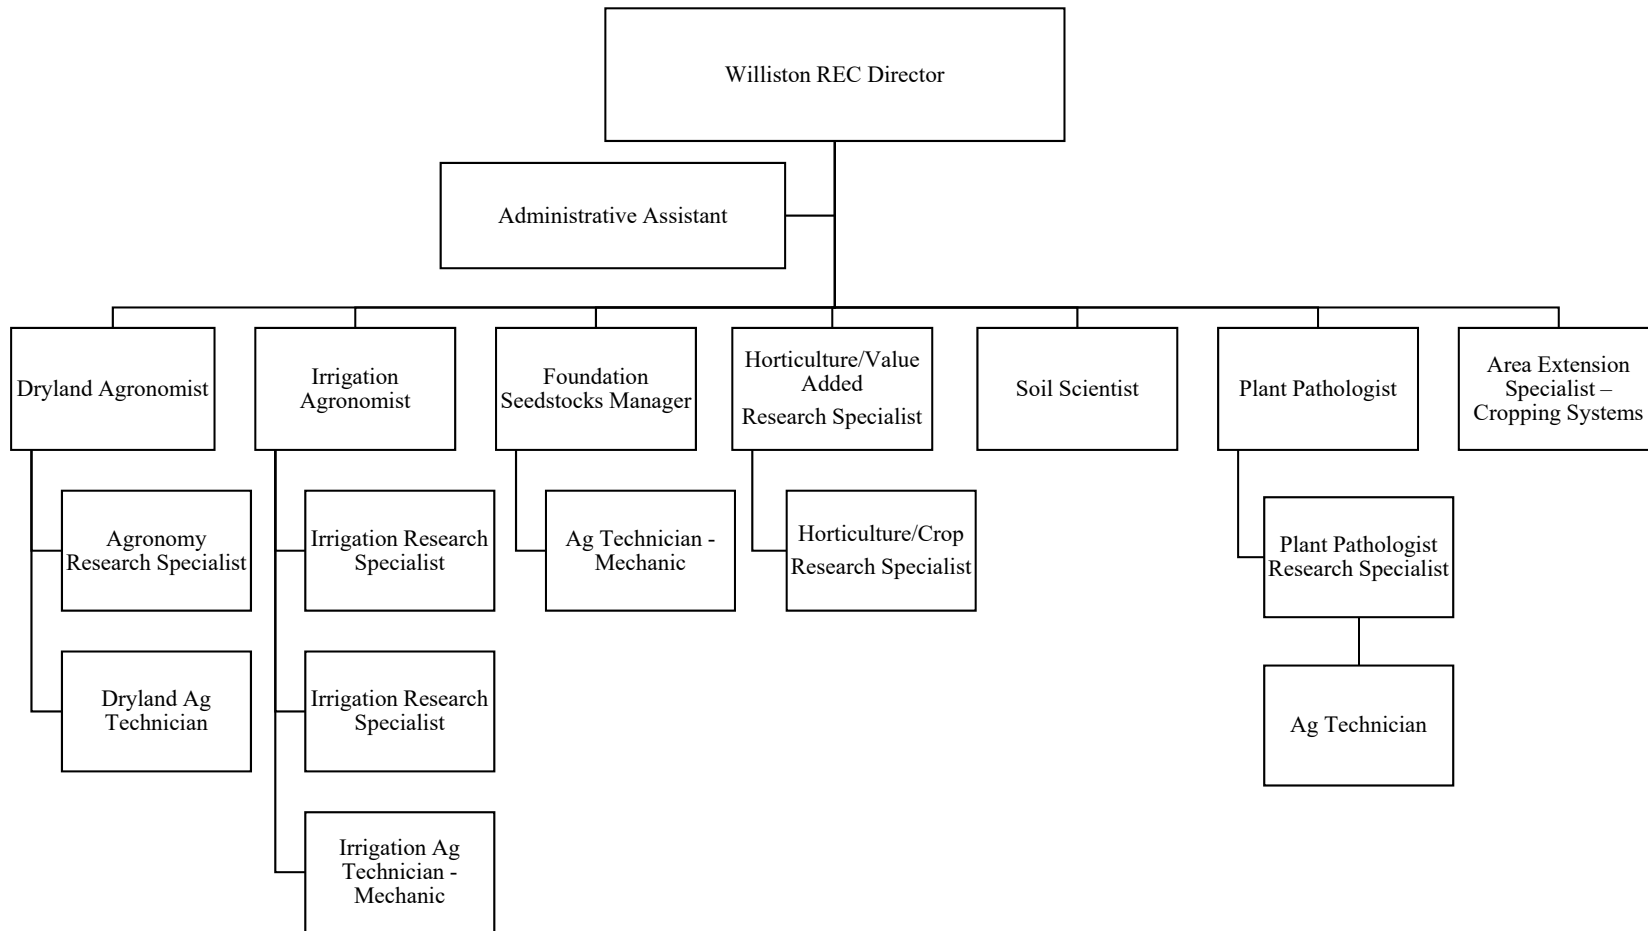 Williston REC Director
Administrative Assistant
Dryland Agronomist
Irrigation
Agronomist
Foundation
Seedstocks Manager
Horticulture/Value
Added
Research Specialist
Soil Scientist
Plant Pathologist
Area Extension
Specialist –
Cropping Systems
Agronomy
Research Specialist
Irrigation Research
Specialist
Ag Technician -
Mechanic
Horticulture/Crop
Research Specialist
Plant Pathologist
Research Specialist
Dryland Ag
Technician
Irrigation Research
Specialist
Ag Technician
Irrigation Ag
Technician -
Mechanic